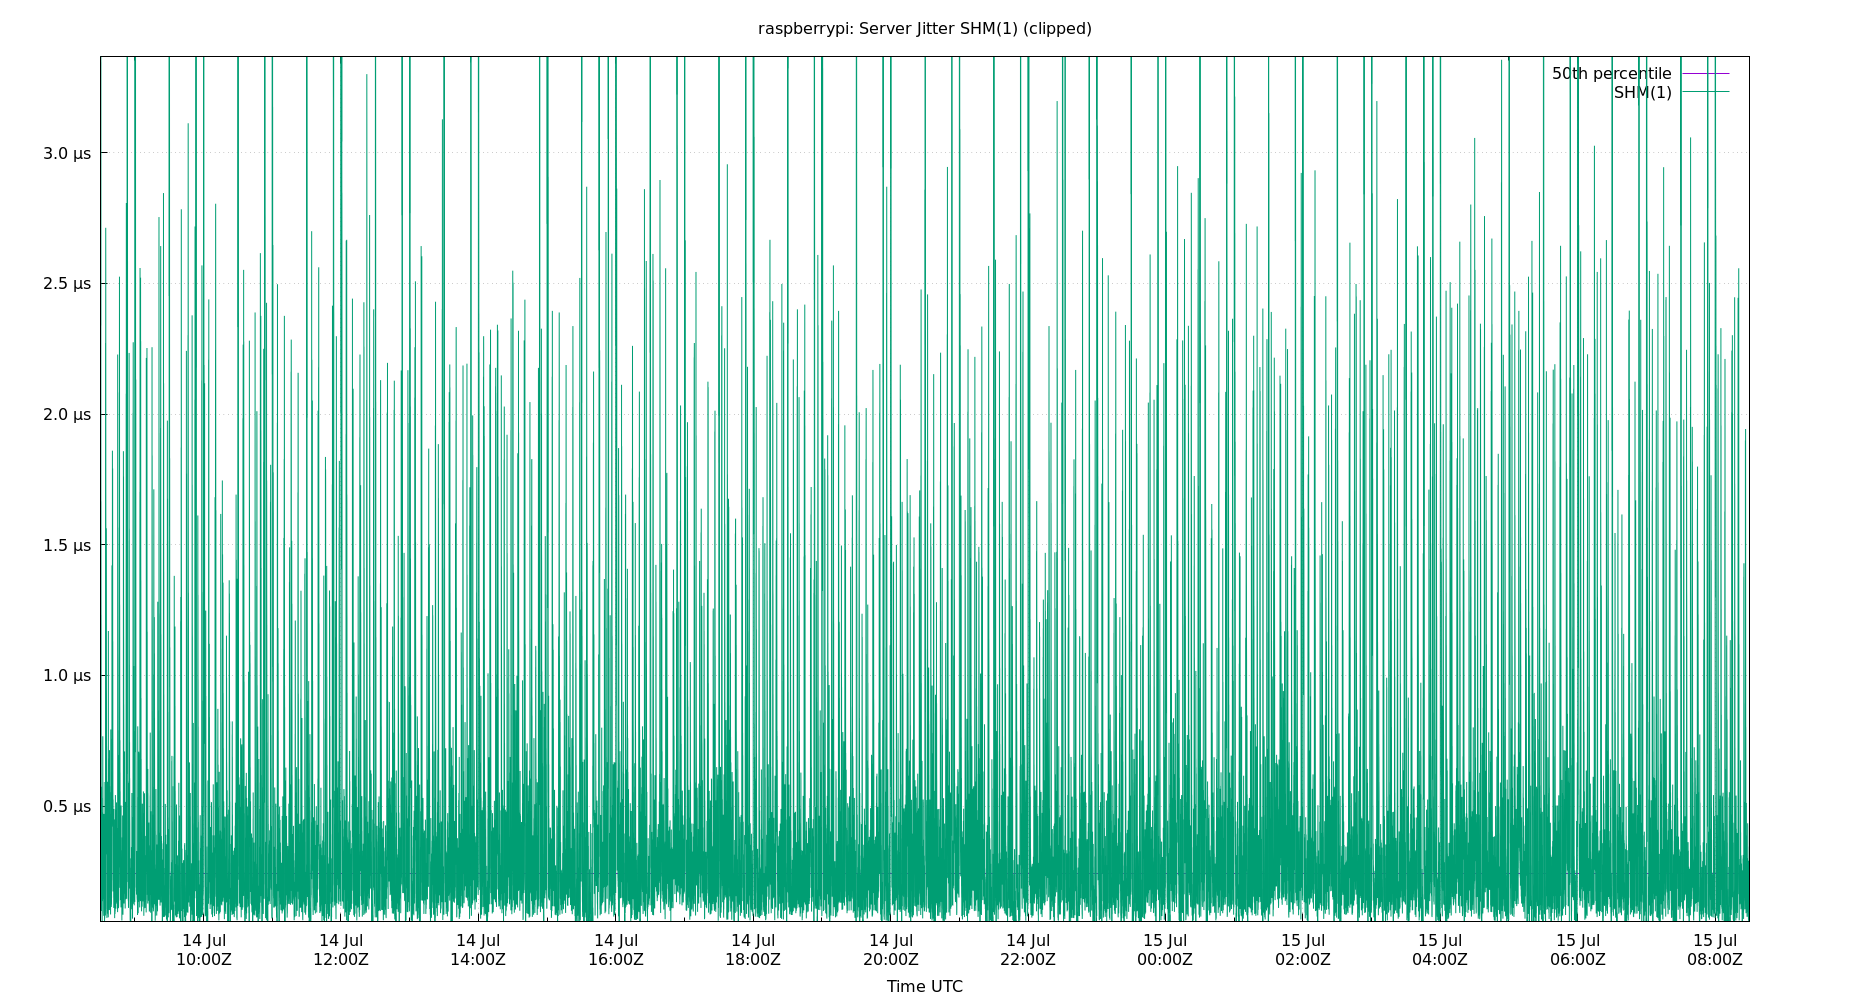 raspberrypi: Server Jitter SHM(1) (clipped)
50th percentile
SHM(1)
3.0 µs
2.5 µs
2.0 µs
1.5 µs
1.0 µs
0.5 µs
14 Jul 14 Jul 14 Jul 14 Jul 14 Jul 14 Jul 14 Jul 15 Jul 15 Jul 15 Jul 15 Jul 15 Jul
10:00Z 12:00Z 14:00Z 16:00Z 18:00Z 20:00Z 22:00Z 00:00Z 02:00Z 04:00Z 06:00Z 08:00Z
Time UTC